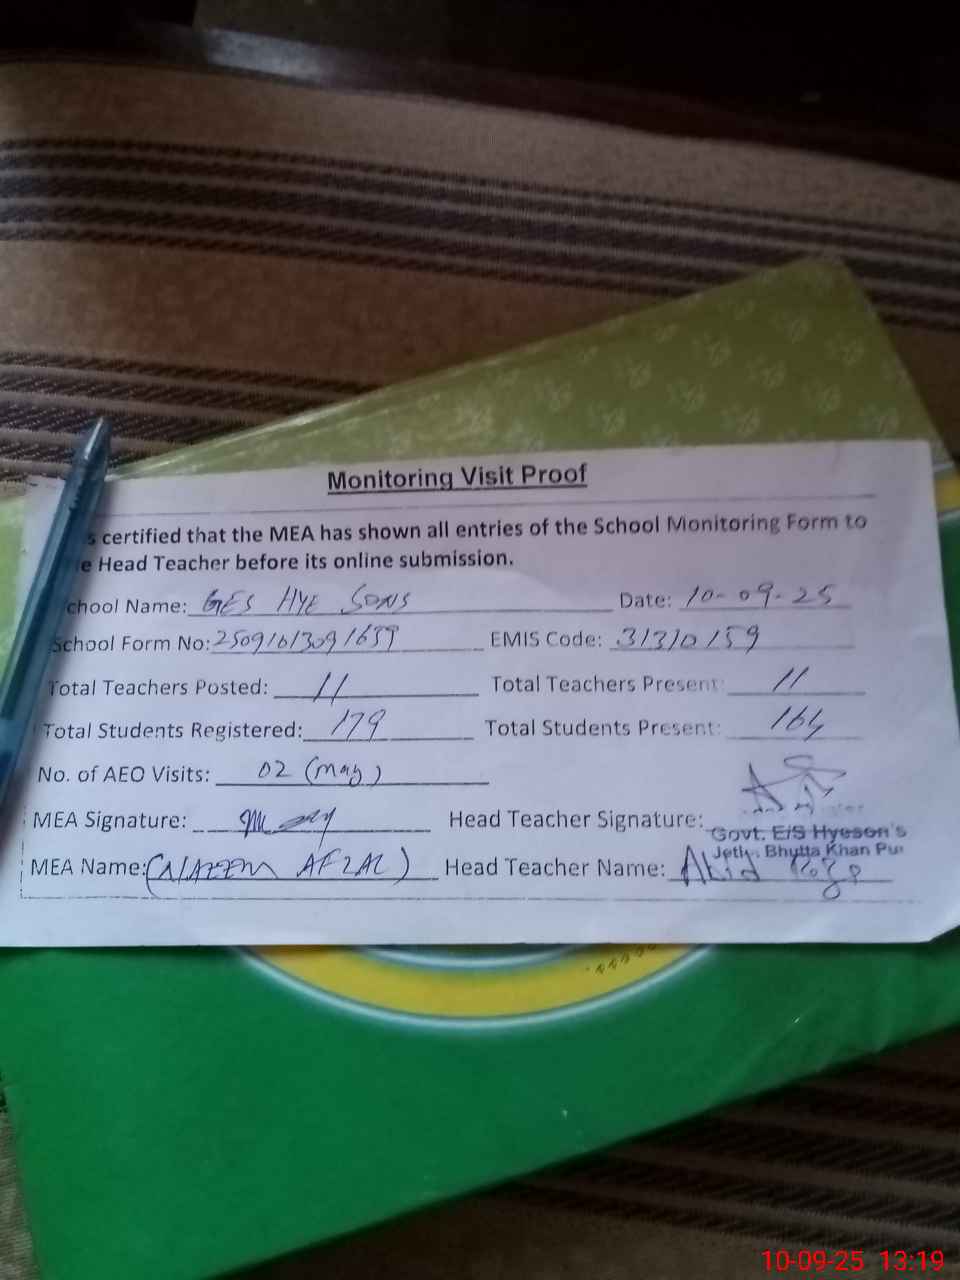 Monitoring Visit Proof
s certified that the MEA has shown all entries of the School Monitoring Form to
e Head Teacher before its online submission.
chool Name: GES HYE SONS Date: 10-09-25
School Form No: EMIS Code: 31310159
Total Teachers Posted: 11 Total Teachers Present: 11
Total Students Registered: 179 Total Students Present: 164
No. of AEO Visits: 02 (may)
MEA Signature: Head Teacher Signature:
Govt. E/S Hyeson's
Bhutta Khan Pur
MEA Name: (NAEEM AFZAL) Head Teacher Name: Abid
10-09-25 13:19